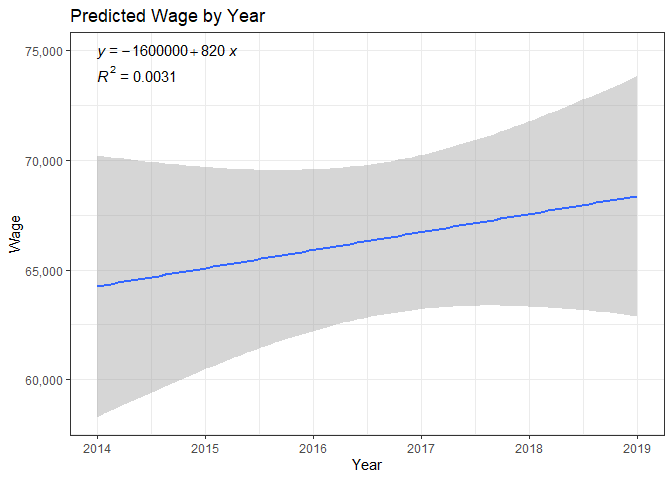 Predicted Wage by Year
y = −1600000+820 x
R² = 0.0031
75,000
70,000
65,000
60,000
Wage
2014 2015 2016 2017 2018 2019
Year